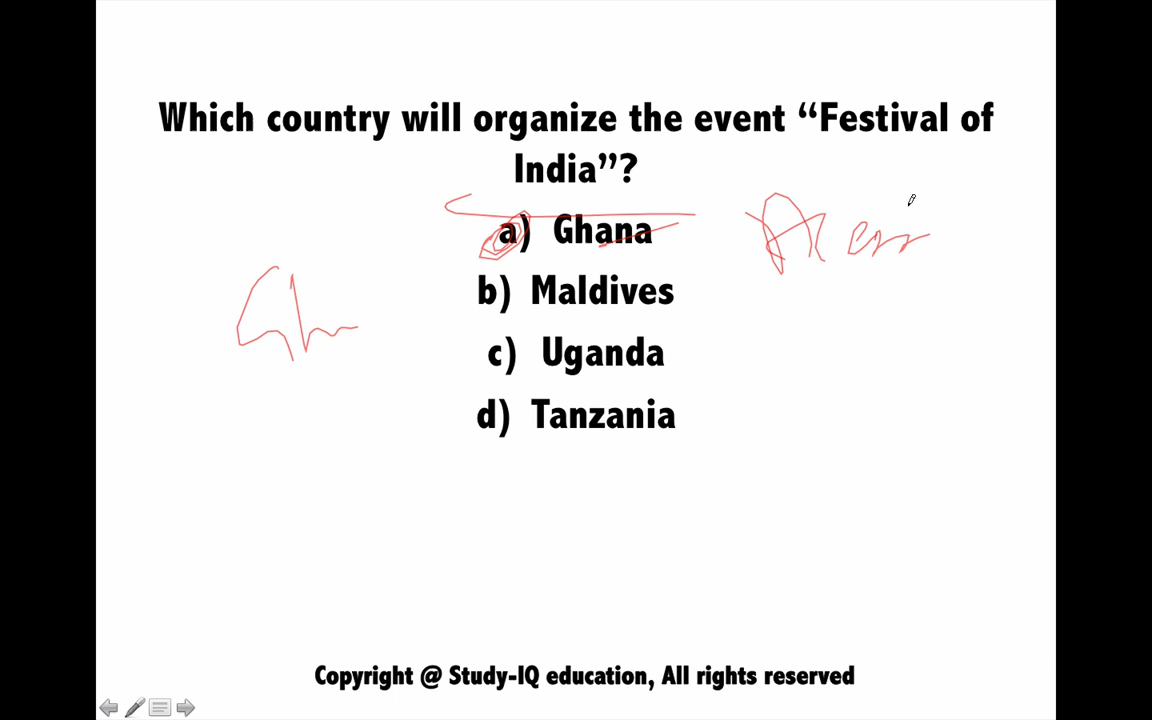 Which country will organize the event “Festival of
India”?
a) Ghana
b) Maldives
Gh
c) Uganda
d) Tanzania
Copyright @ Study-IQ education, All rights reserved